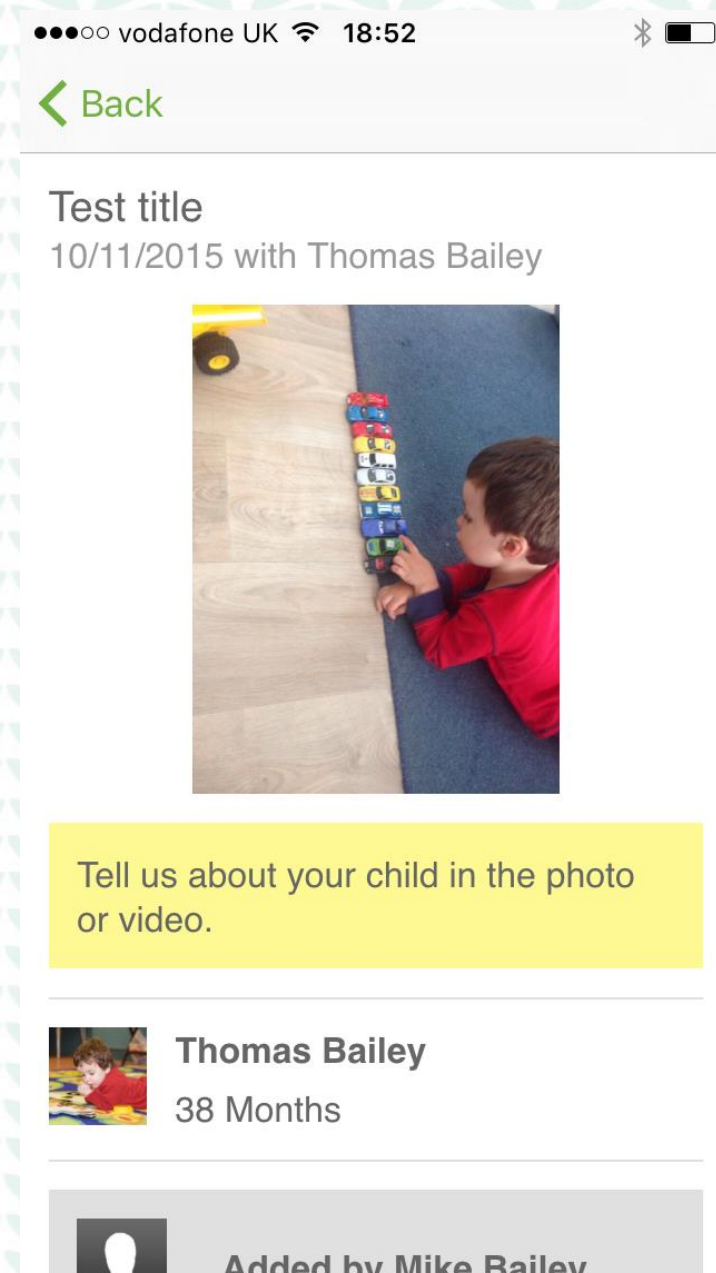 vodafone UK 18:52
Back
Test title
10/11/2015 with Thomas Bailey
Tell us about your child in the photo
or video.
Thomas Bailey
38 Months
Added by Mike Bailey